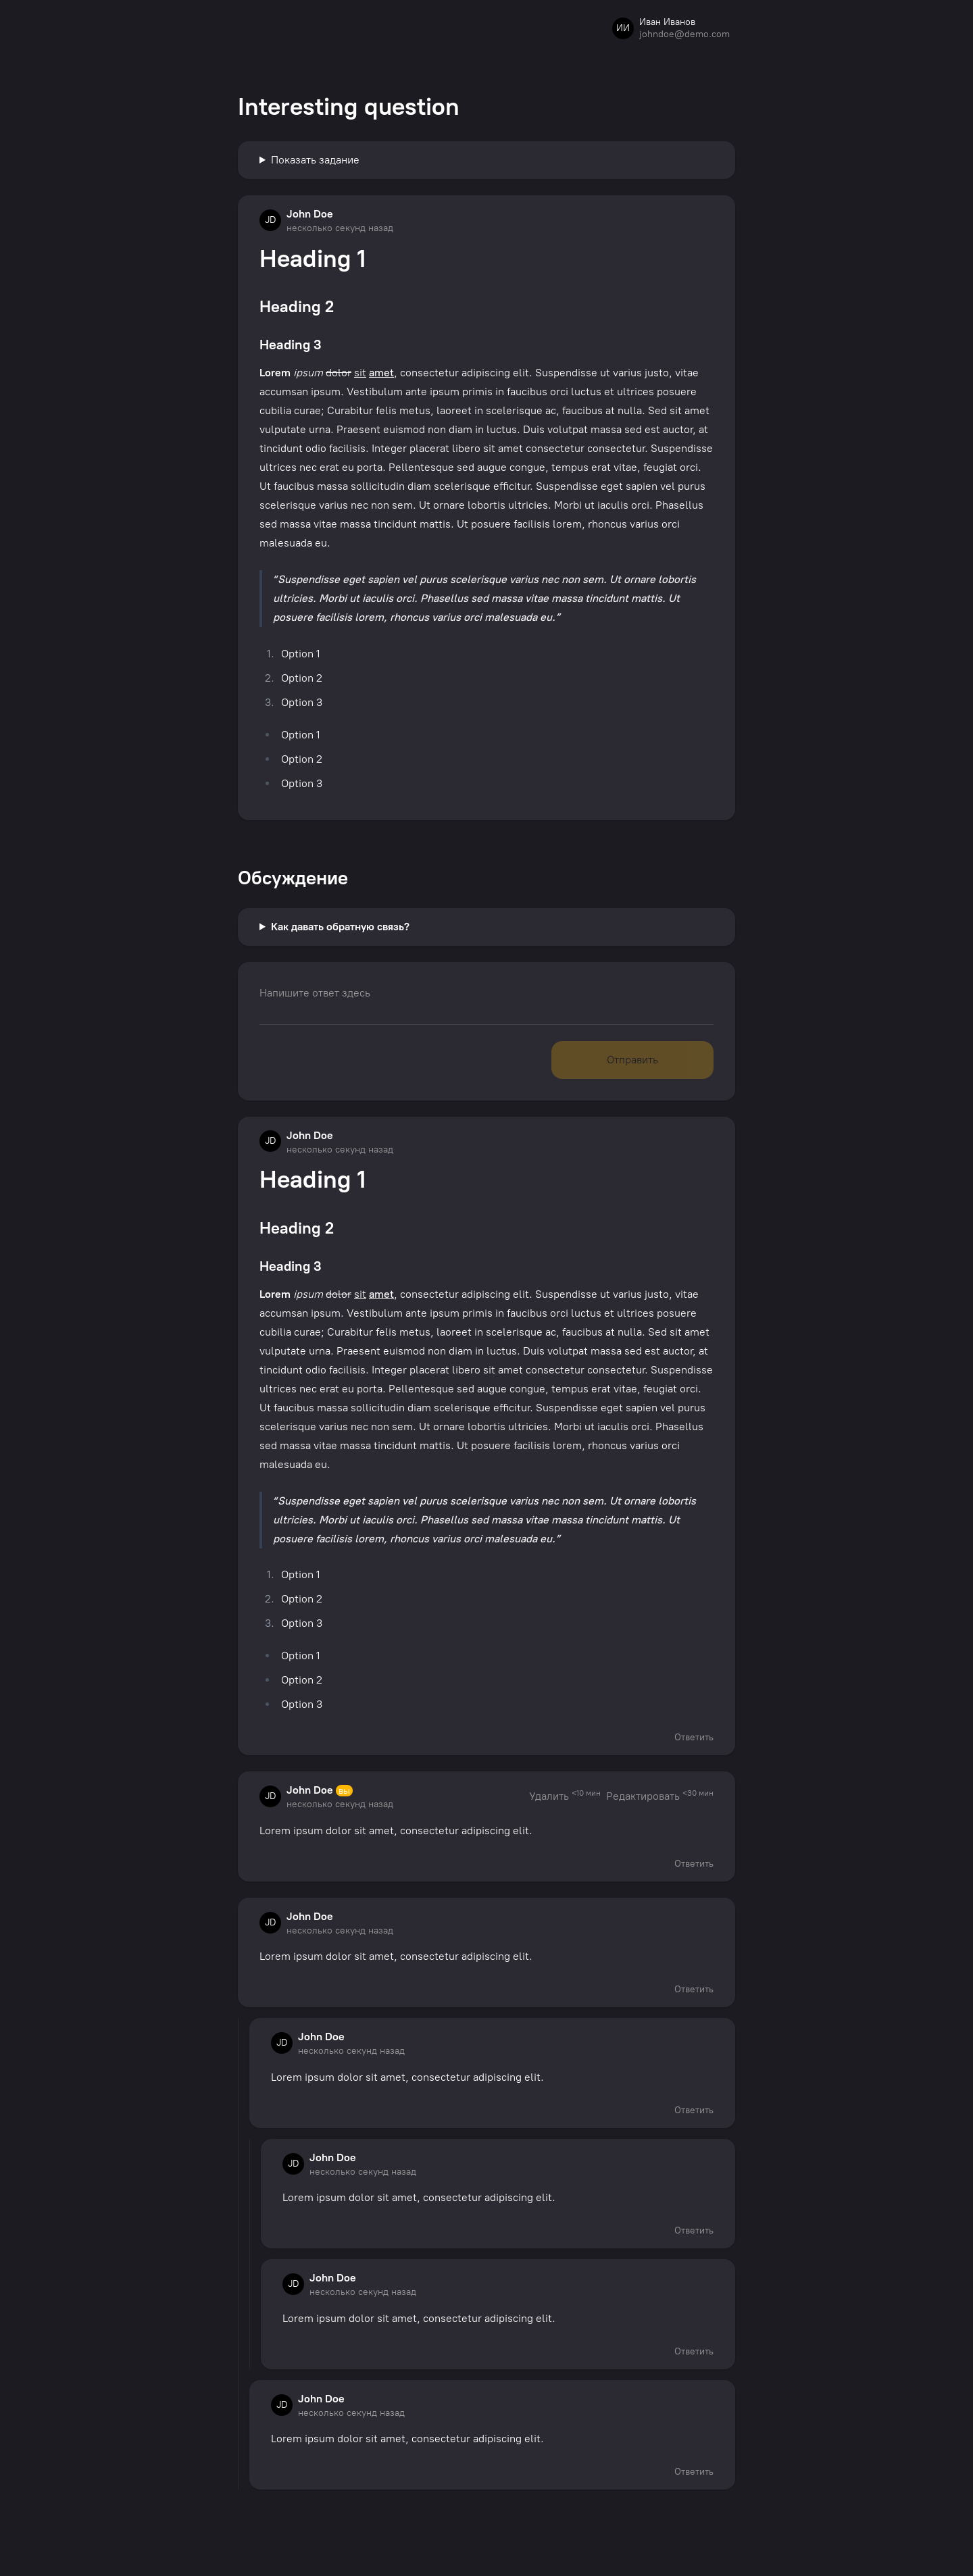 ИИ
Иван Иванов
johndoe@demo.com
Interesting question
Показать задание
JD
John Doe
несколько секунд назад
Heading 1
Heading 2
Heading 3
Lorem ipsum dolor sit amet, consectetur adipiscing elit. Suspendisse ut varius justo, vitae
accumsan ipsum. Vestibulum ante ipsum primis in faucibus orci luctus et ultrices posuere
cubilia curae; Curabitur felis metus, laoreet in scelerisque ac, faucibus at nulla. Sed sit amet
vulputate urna. Praesent euismod non diam in luctus. Duis volutpat massa sed est auctor, at
tincidunt odio facilisis. Integer placerat libero sit amet consectetur consectetur. Suspendisse
ultrices nec erat eu porta. Pellentesque sed augue congue, tempus erat vitae, feugiat orci.
Ut faucibus massa sollicitudin diam scelerisque efficitur. Suspendisse eget sapien vel purus
scelerisque varius nec non sem. Ut ornare lobortis ultricies. Morbi ut iaculis orci. Phasellus
sed massa vitae massa tincidunt mattis. Ut posuere facilisis lorem, rhoncus varius orci
malesuada eu.
“Suspendisse eget sapien vel purus scelerisque varius nec non sem. Ut ornare lobortis
ultricies. Morbi ut iaculis orci. Phasellus sed massa vitae massa tincidunt mattis. Ut
posuere facilisis lorem, rhoncus varius orci malesuada eu.”
1. Option 1
2. Option 2
3. Option 3
• Option 1
• Option 2
• Option 3
Обсуждение
Как давать обратную связь?
Напишите ответ здесь
Отправить
JD
John Doe
несколько секунд назад
Heading 1
Heading 2
Heading 3
Lorem ipsum dolor sit amet, consectetur adipiscing elit. Suspendisse ut varius justo, vitae
accumsan ipsum. Vestibulum ante ipsum primis in faucibus orci luctus et ultrices posuere
cubilia curae; Curabitur felis metus, laoreet in scelerisque ac, faucibus at nulla. Sed sit amet
vulputate urna. Praesent euismod non diam in luctus. Duis volutpat massa sed est auctor, at
tincidunt odio facilisis. Integer placerat libero sit amet consectetur consectetur. Suspendisse
ultrices nec erat eu porta. Pellentesque sed augue congue, tempus erat vitae, feugiat orci.
Ut faucibus massa sollicitudin diam scelerisque efficitur. Suspendisse eget sapien vel purus
scelerisque varius nec non sem. Ut ornare lobortis ultricies. Morbi ut iaculis orci. Phasellus
sed massa vitae massa tincidunt mattis. Ut posuere facilisis lorem, rhoncus varius orci
malesuada eu.
“Suspendisse eget sapien vel purus scelerisque varius nec non sem. Ut ornare lobortis
ultricies. Morbi ut iaculis orci. Phasellus sed massa vitae massa tincidunt mattis. Ut
posuere facilisis lorem, rhoncus varius orci malesuada eu.”
1. Option 1
2. Option 2
3. Option 3
• Option 1
• Option 2
• Option 3
Ответить
JD
John Doe вы
несколько секунд назад
Удалить <10 мин Редактировать <30 мин
Lorem ipsum dolor sit amet, consectetur adipiscing elit.
Ответить
JD
John Doe
несколько секунд назад
Lorem ipsum dolor sit amet, consectetur adipiscing elit.
Ответить
JD
John Doe
несколько секунд назад
Lorem ipsum dolor sit amet, consectetur adipiscing elit.
Ответить
JD
John Doe
несколько секунд назад
Lorem ipsum dolor sit amet, consectetur adipiscing elit.
Ответить
JD
John Doe
несколько секунд назад
Lorem ipsum dolor sit amet, consectetur adipiscing elit.
Ответить
JD
John Doe
несколько секунд назад
Lorem ipsum dolor sit amet, consectetur adipiscing elit.
Ответить